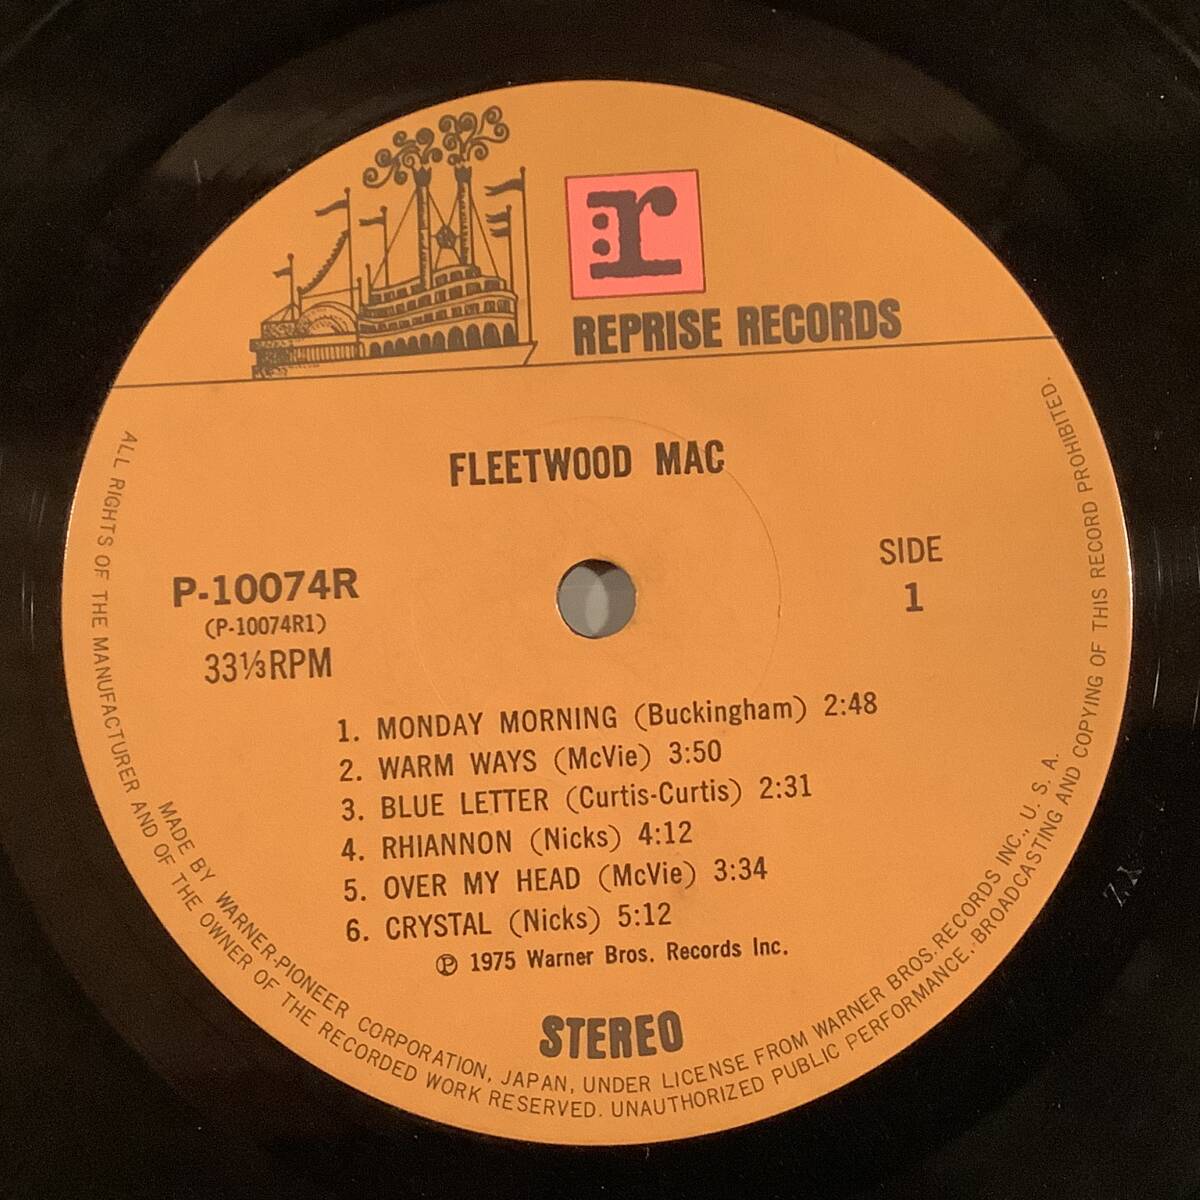 :r
REPRISE RECORDS
FLEETWOOD MAC
P-10074R
(P-10074R1)
33⅓RPM
SIDE
1
1. MONDAY MORNING (Buckingham) 2:48
2. WARM WAYS (McVie) 3:50
3. BLUE LETTER (Curtis-Curtis) 2:31
4. RHIANNON (Nicks) 4:12
5. OVER MY HEAD (McVie) 3:34
6. CRYSTAL (Nicks) 5:12
Ⓟ 1975 Warner Bros. Records Inc.
STEREO
MADE BY WARNER-PIONEER CORPORATION, JAPAN, UNDER LICENSE FROM WARNER BROS. RECORDS INC., U. S. A.
ALL RIGHTS OF THE MANUFACTURER AND OF THE OWNER OF THE RECORDED WORK RESERVED. UNAUTHORIZED PUBLIC PERFORMANCE. BROADCASTING AND COPYING OF THIS RECORD PROHIBITED.